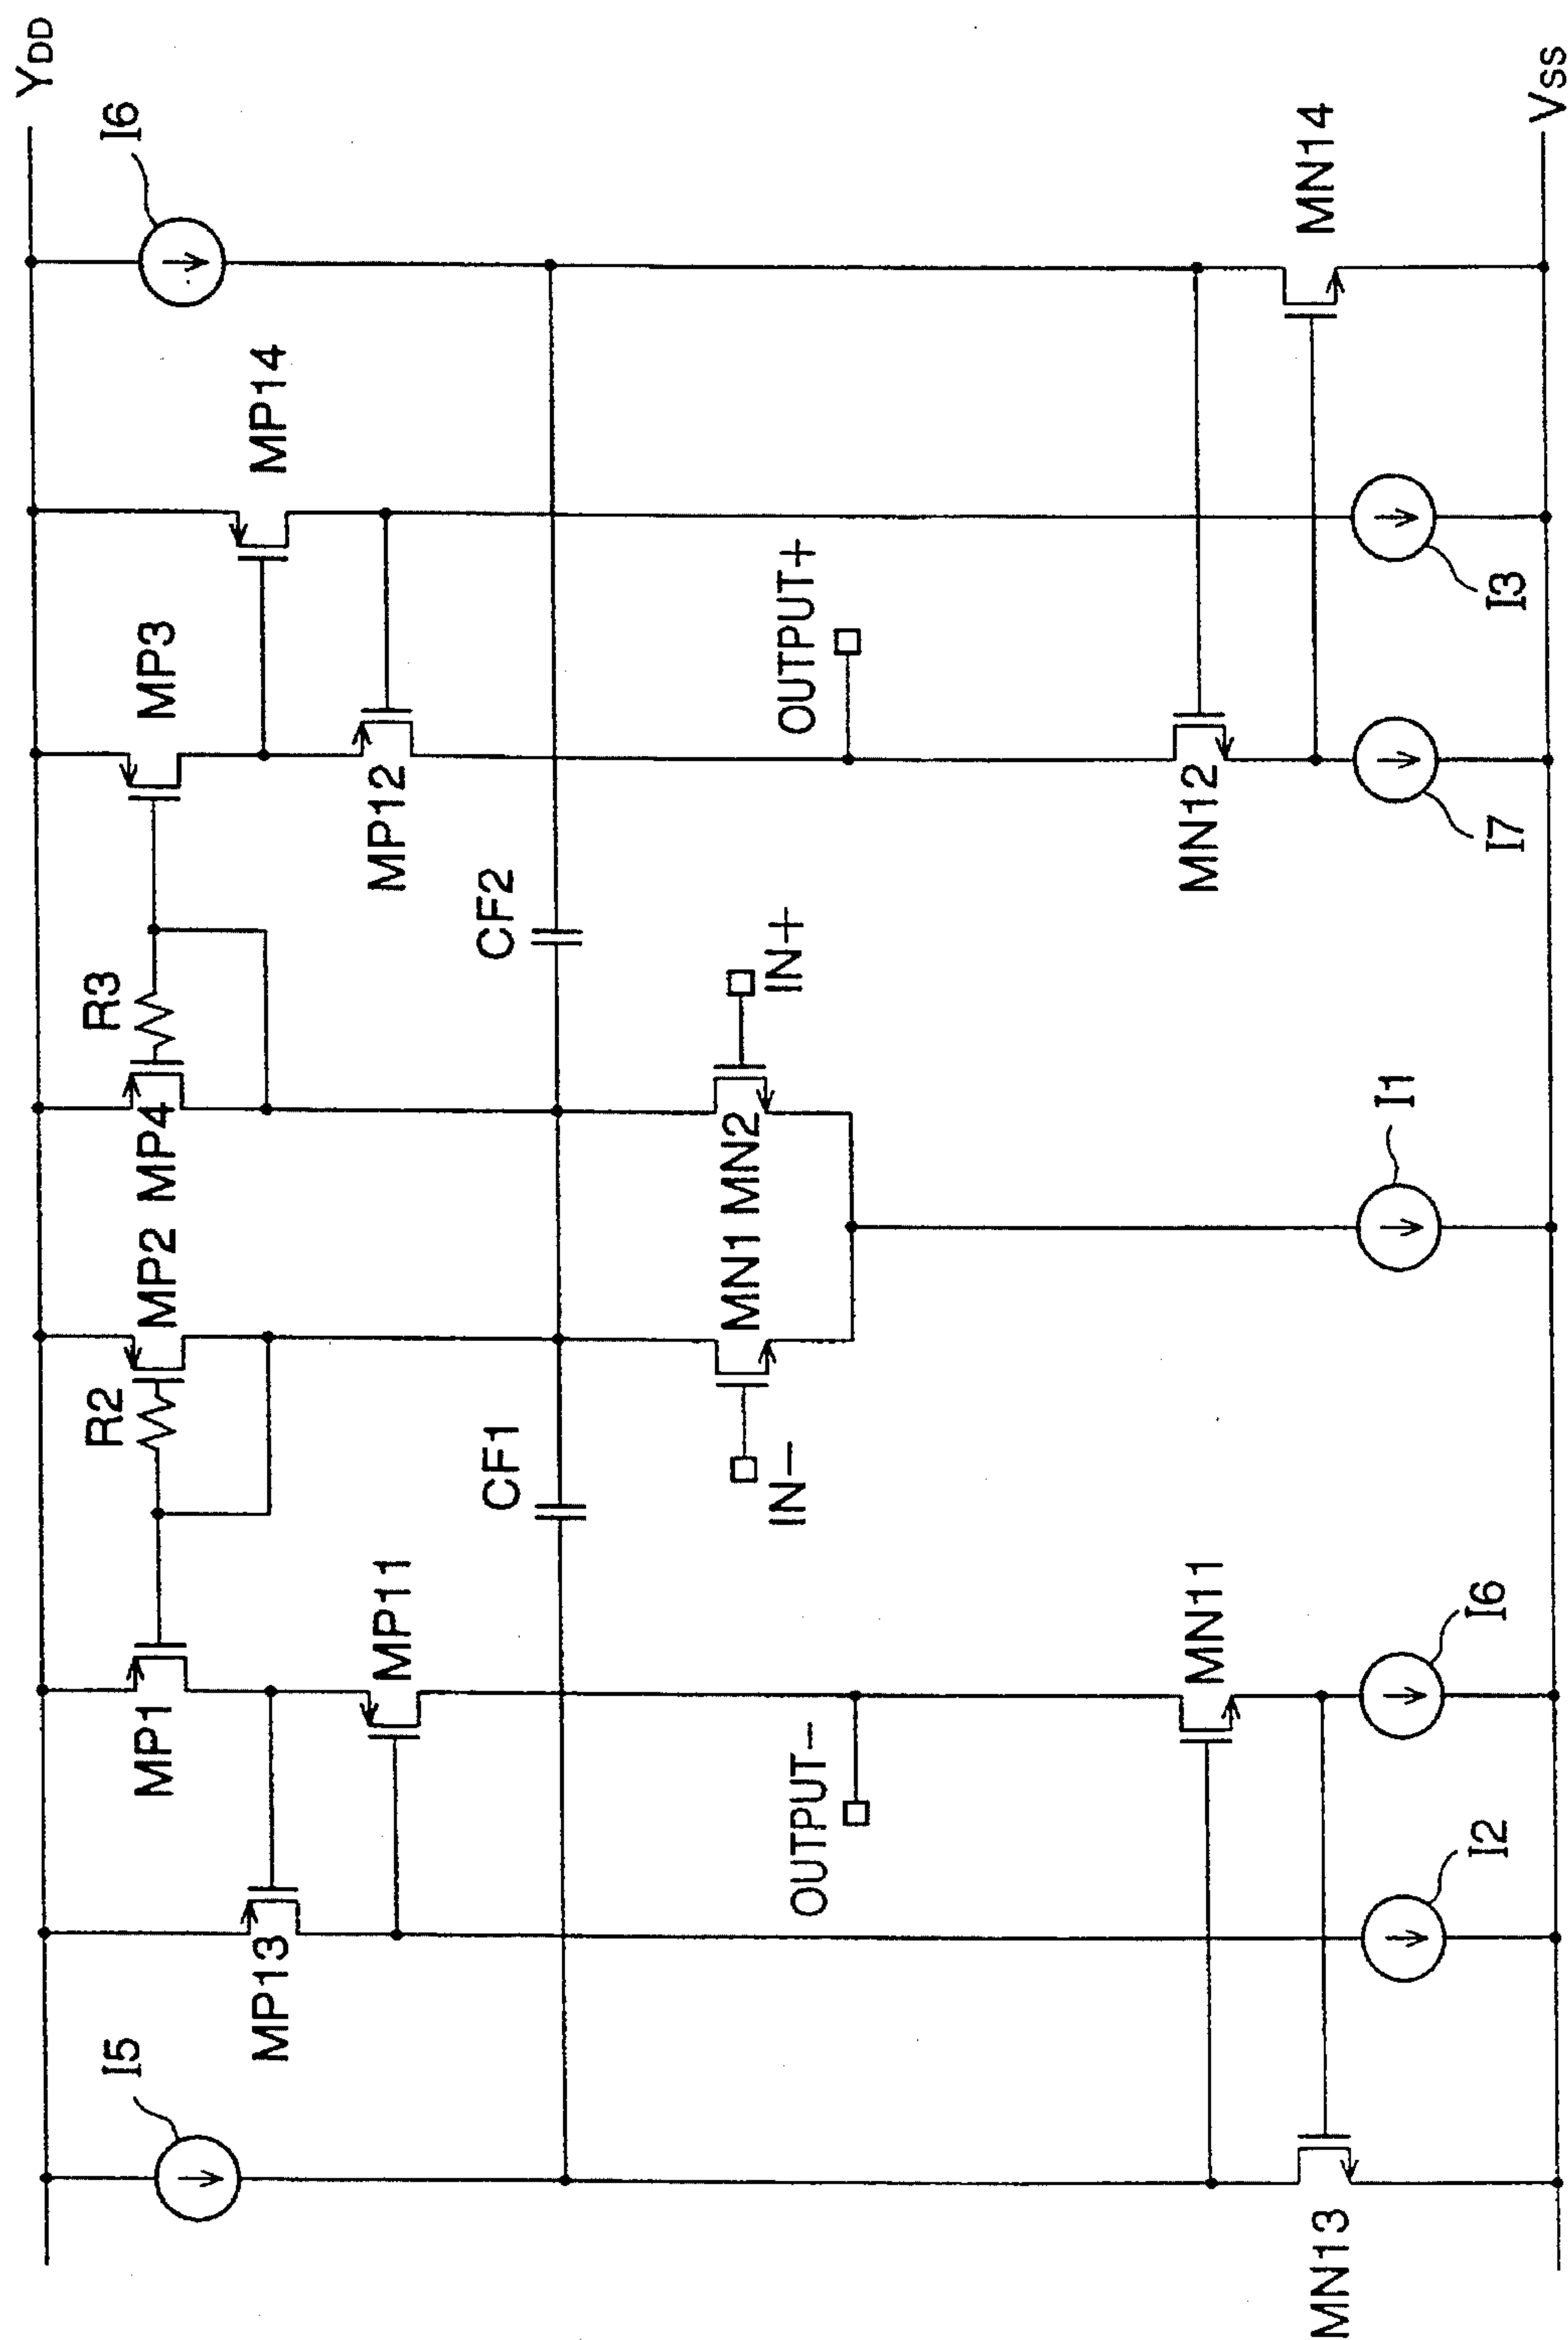 YDD
I5
R2
R3
I6
MP1
MP2
MP4
MP3
MP13
MP14
MP11
MP12
CF1
CF2
MN1
MN2
IN−
IN+
OUTPUT−
OUTPUT+
MN11
MN12
MN13
MN14
I1
I2
I6
I7
I3
VSS